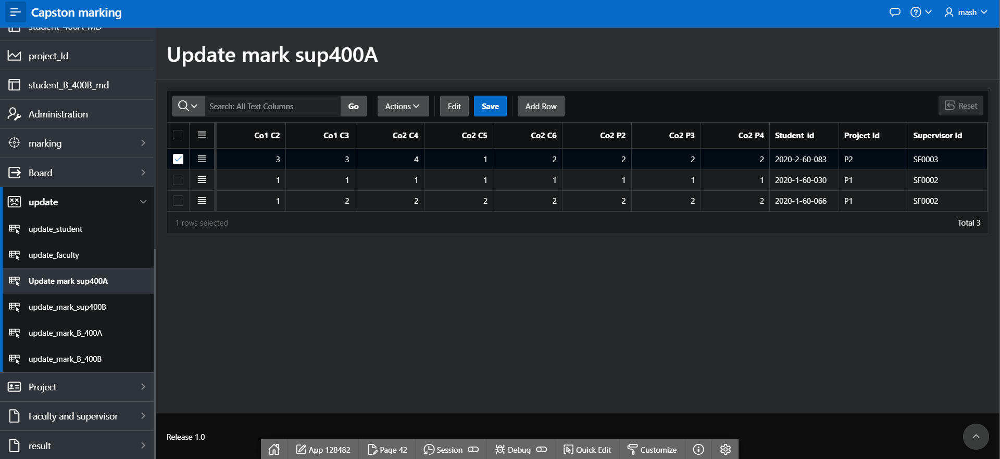 Capston marking
mash
student_400A_MD
project_Id
student_B_400B_md
Administration
marking
Board
update
update_student
update_faculty
Update mark sup400A
update_mark_sup400B
update_mark_B_400A
update_mark_B_400B
Project
Faculty and supervisor
result
Update mark sup400A
Search: All Text Columns Go Actions Edit Save Add Row Reset
Co1 C2 Co1 C3 Co2 C4 Co2 C5 Co2 C6 Co2 P2 Co2 P3 Co2 P4 Student_id Project Id Supervisor Id
3 3 4 1 2 2 2 2 2020-2-60-083 P2 SF0003
1 1 1 1 1 1 1 1 2020-1-60-030 P1 SF0002
1 2 2 2 2 2 2 2 2020-1-60-066 P1 SF0002
1 rows selected Total 3
Release 1.0
App 128482 Page 42 Session Debug Quick Edit Customize